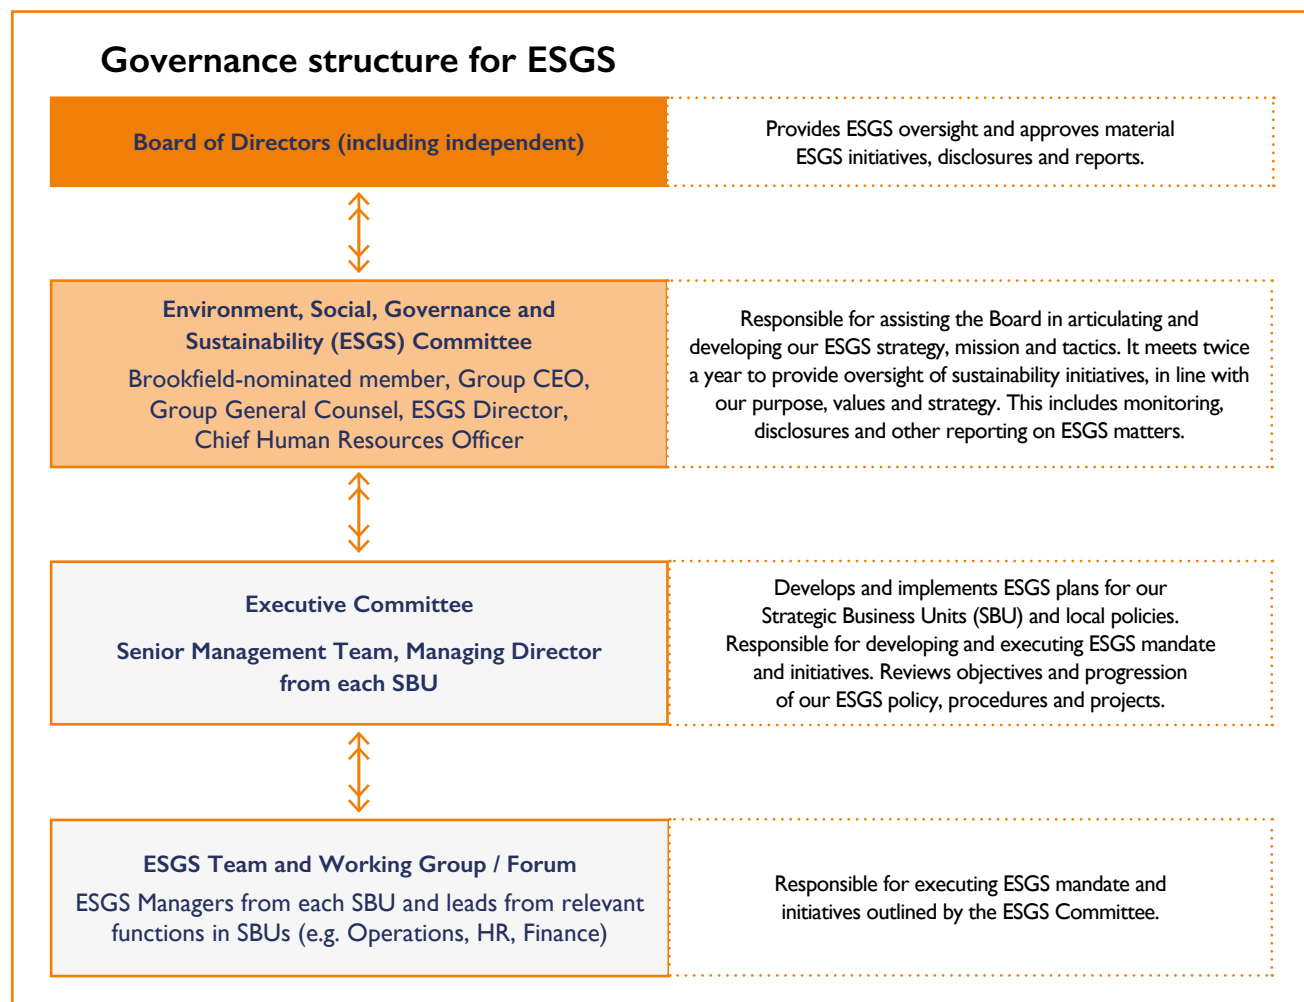 Governance structure for ESGS
Board of Directors (including independent)
Provides ESGS oversight and approves material
ESGS initiatives, disclosures and reports.
Environment, Social, Governance and
Sustainability (ESGS) Committee
Brookfield-nominated member, Group CEO,
Group General Counsel, ESGS Director,
Chief Human Resources Officer
Responsible for assisting the Board in articulating and
developing our ESGS strategy, mission and tactics. It meets twice
a year to provide oversight of sustainability initiatives, in line with
our purpose, values and strategy. This includes monitoring,
disclosures and other reporting on ESGS matters.
Executive Committee
Senior Management Team, Managing Director
from each SBU
Develops and implements ESGS plans for our
Strategic Business Units (SBU) and local policies.
Responsible for developing and executing ESGS mandate
and initiatives. Reviews objectives and progression
of our ESGS policy, procedures and projects.
ESGS Team and Working Group / Forum
ESGS Managers from each SBU and leads from relevant
functions in SBUs (e.g. Operations, HR, Finance)
Responsible for executing ESGS mandate and
initiatives outlined by the ESGS Committee.